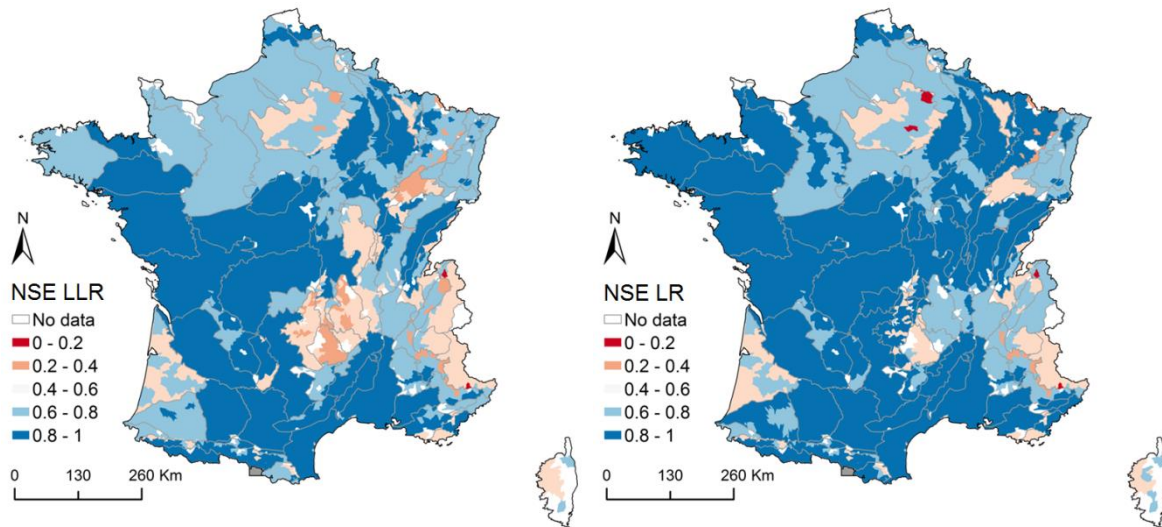 N
NSE LLR
No data
0 - 0.2
0.2 - 0.4
0.4 - 0.6
0.6 - 0.8
0.8 - 1
0 130 260 Km
N
NSE LR
No data
0 - 0.2
0.2 - 0.4
0.4 - 0.6
0.6 - 0.8
0.8 - 1
0 130 260 Km